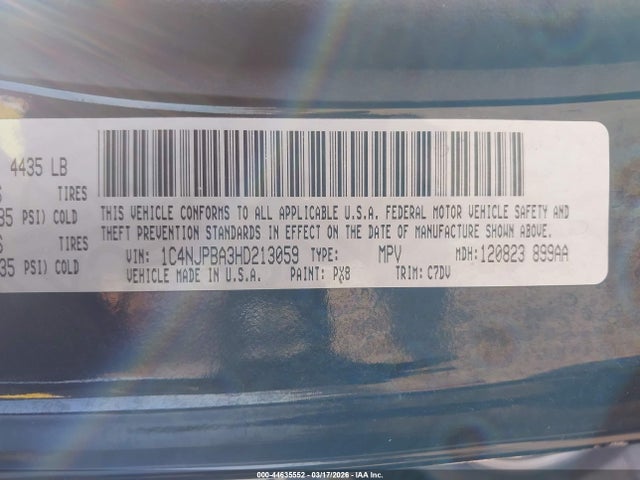 4435 LB
TIRES
35 PSI) COLD
TIRES
35 PSI) COLD
THIS VEHICLE CONFORMS TO ALL APPLICABLE U.S.A. FEDERAL MOTOR VEHICLE SAFETY AND
THEFT PREVENTION STANDARDS IN EFFECT ON THE DATE OF MANUFACTURE SHOWN ABOVE.
VIN: 1C4NJPBA3HD213059 TYPE: MPV MDH: 120823 899AA
VEHICLE MADE IN U.S.A. PAINT: PX8 TRIM: C7DV
000-44635552 - 03/17/2026 - IAA Inc.